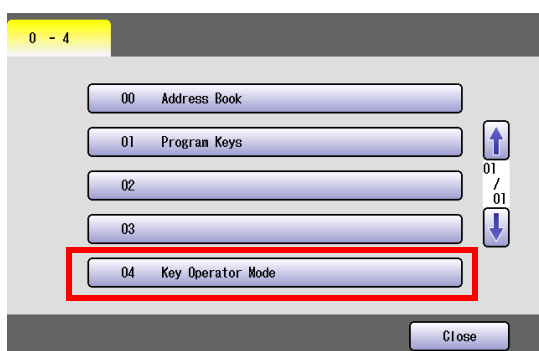 0 - 4
00 Address Book
01 Program Keys
02
03
04 Key Operator Mode
01
/
01
Close